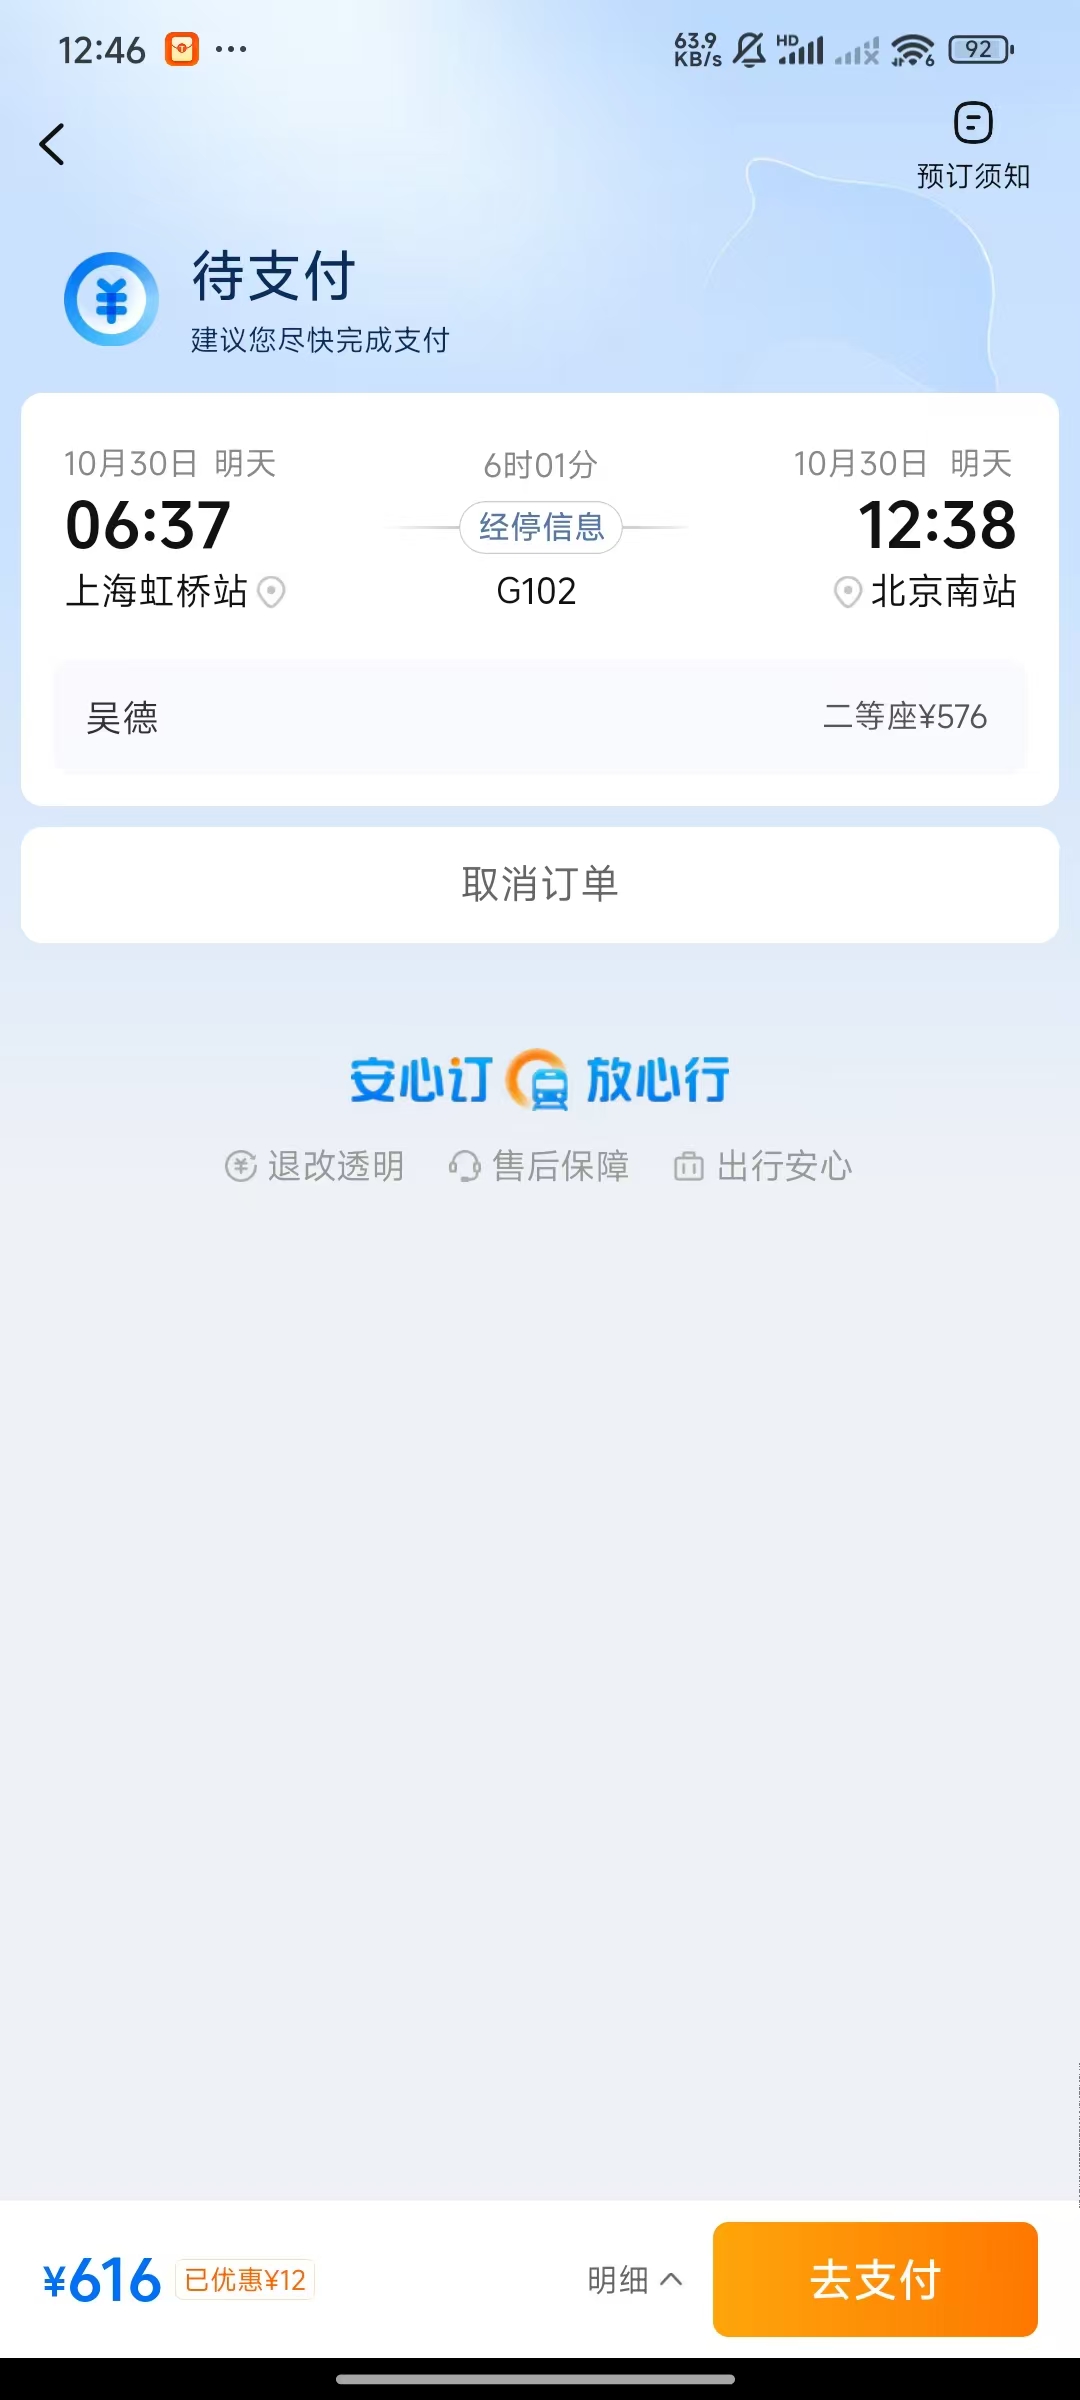 12:46 ... 63.9 KB/s HD 6 92
预订须知
待支付
建议您尽快完成支付
10月30日 明天 6时01分 10月30日 明天
06:37 经停信息 12:38
上海虹桥站 G102 北京南站
吴德 二等座¥576
取消订单
安心订 放心行
退改透明 售后保障 出行安心
¥616 已优惠¥12 明细 去支付